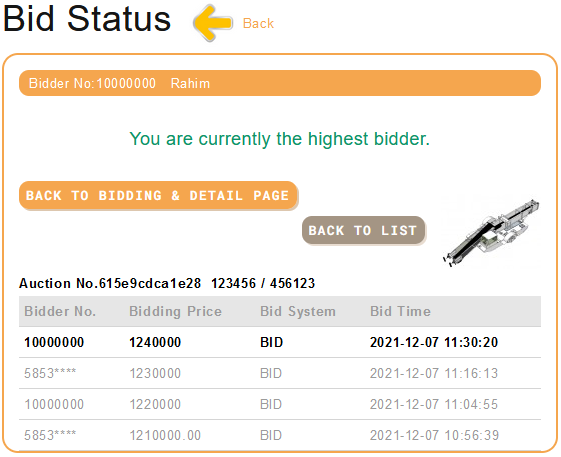 Bid Status Back
Bidder No:10000000 Rahim
You are currently the highest bidder.
BACK TO BIDDING & DETAIL PAGE
BACK TO LIST
Auction No.615e9cdca1e28 123456 / 456123
Bidder No. Bidding Price Bid System Bid Time
10000000 1240000 BID 2021-12-07 11:30:20
5853**** 1230000 BID 2021-12-07 11:16:13
10000000 1220000 BID 2021-12-07 11:04:55
5853**** 1210000.00 BID 2021-12-07 10:56:39